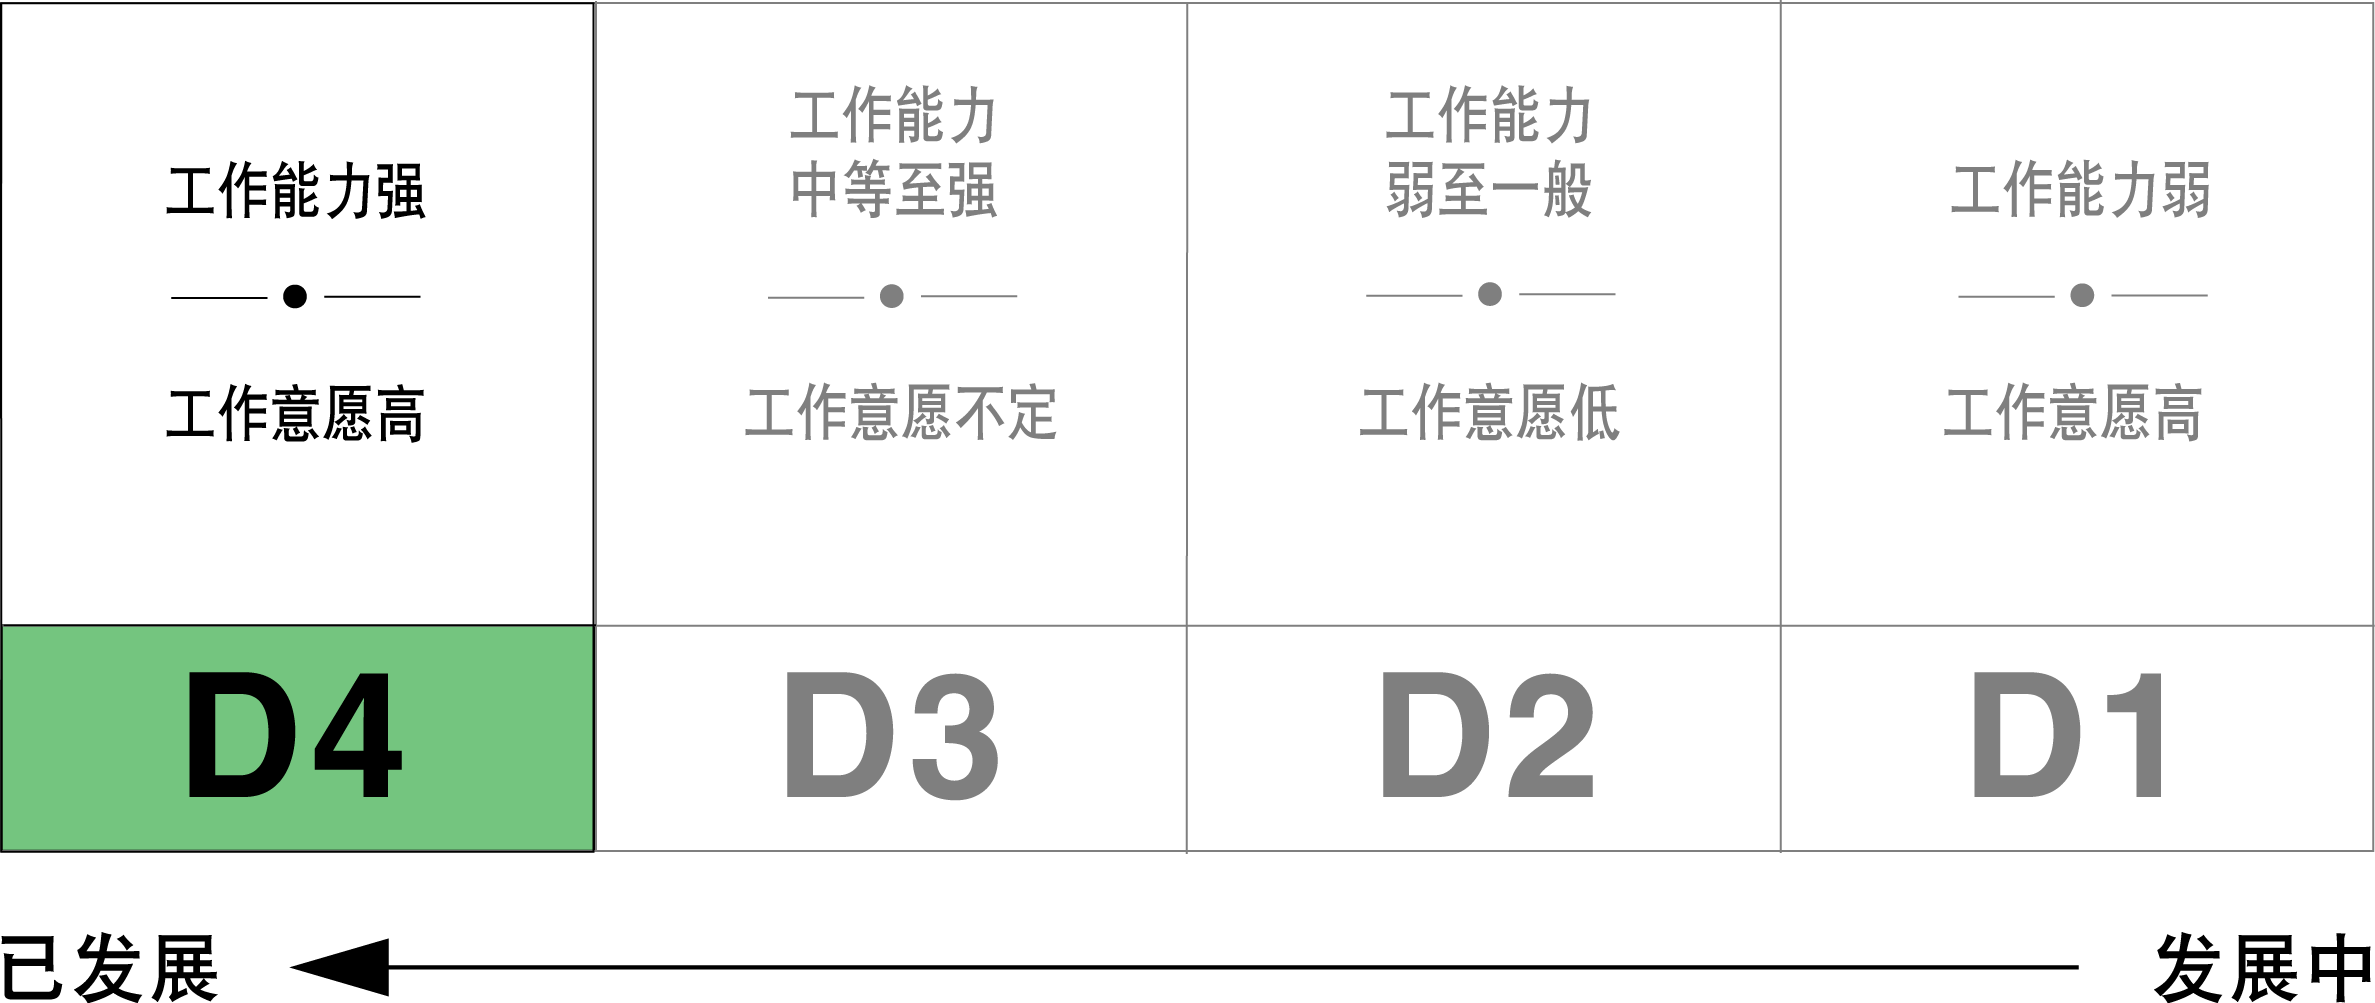 工作能力强
工作意愿高
D4
工作能力
中等至强
工作意愿不定
D3
工作能力
弱至一般
工作意愿低
D2
工作能力弱
工作意愿高
D1
已发展
发展中